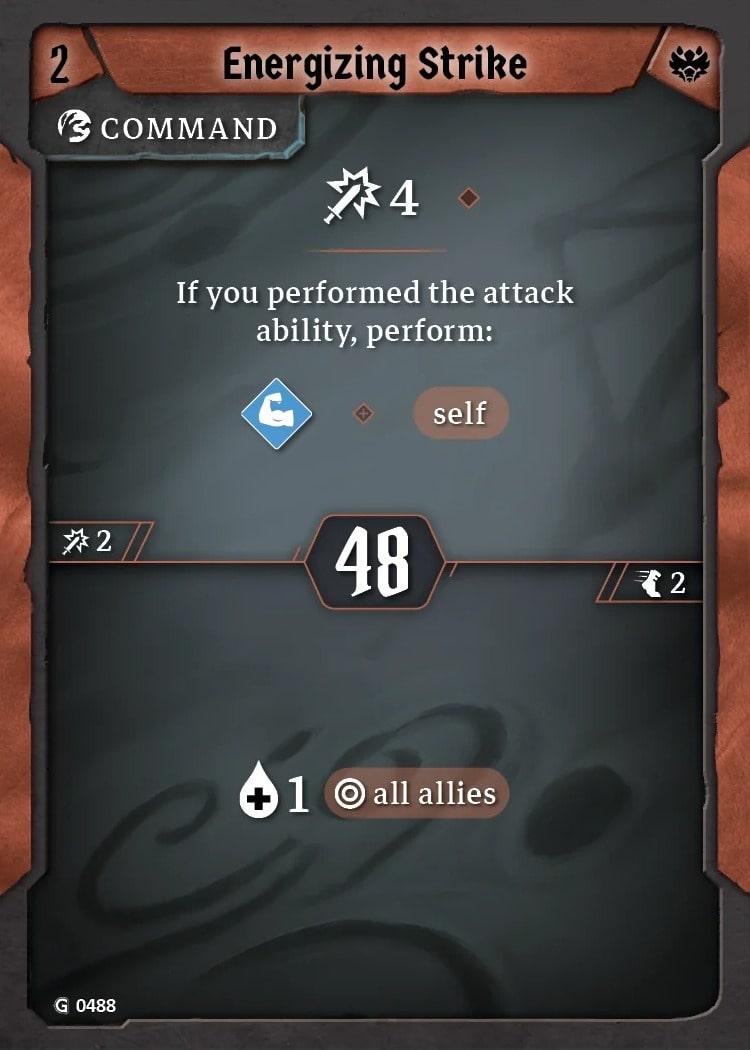 2 Energizing Strike
COMMAND
4
If you performed the attack
ability, perform:
self
2
48
2
1 all allies
G 0488